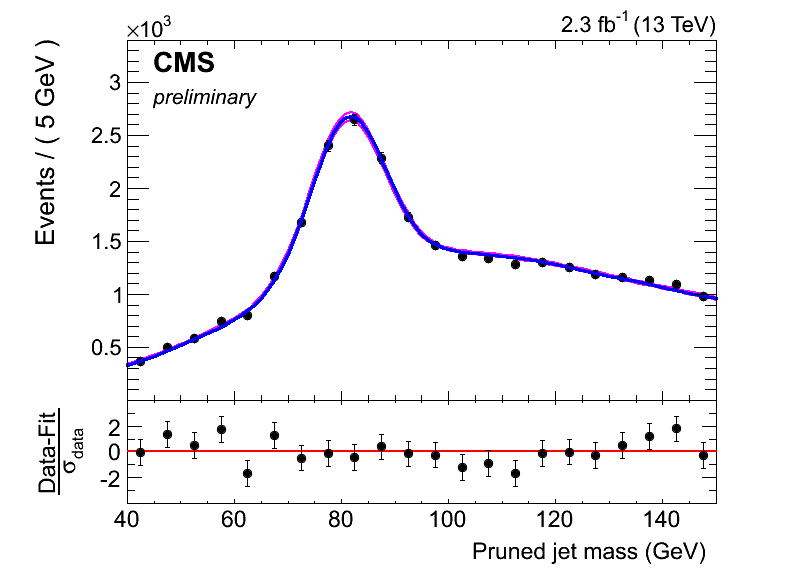 ×10³
2.3 fb⁻¹ (13 TeV)
CMS
preliminary
Events / ( 5 GeV )
3
2.5
2
1.5
1
0.5
Data-Fit
σdata
2
0
-2
40 60 80 100 120 140
Pruned jet mass (GeV)